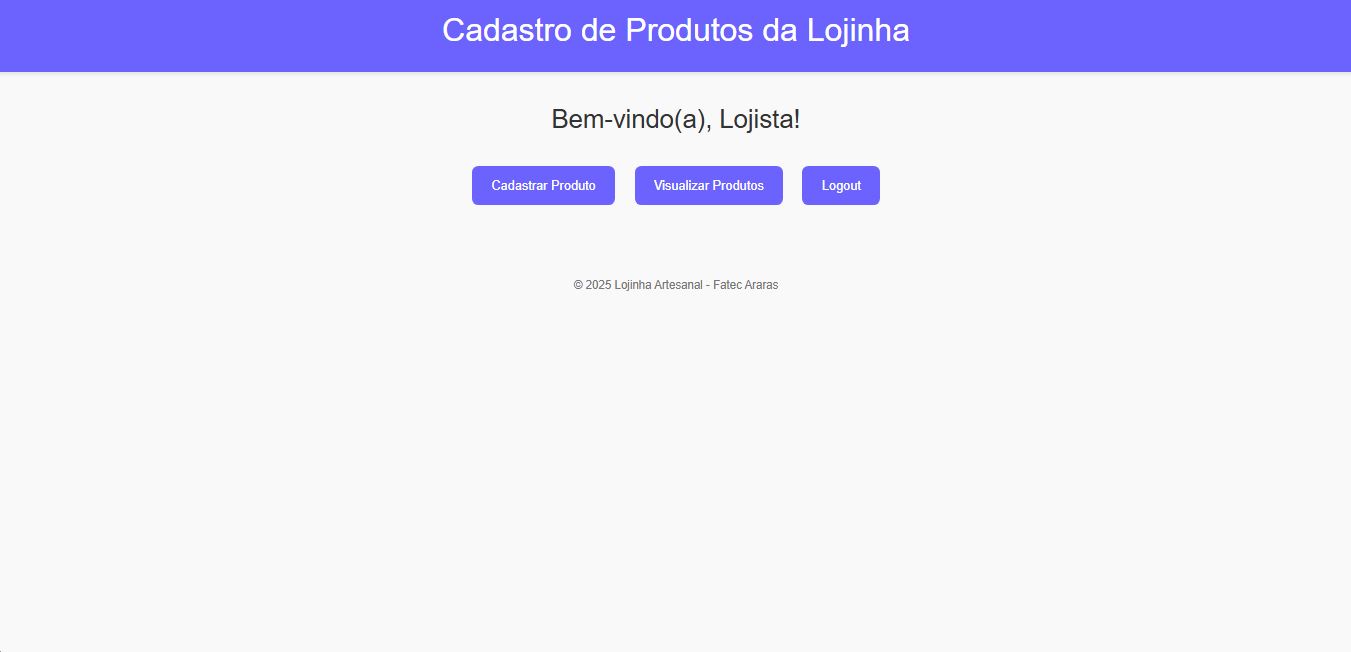 Cadastro de Produtos da Lojinha
Bem-vindo(a), Lojista!
Cadastrar Produto
Visualizar Produtos
Logout
© 2025 Lojinha Artesanal - Fatec Araras